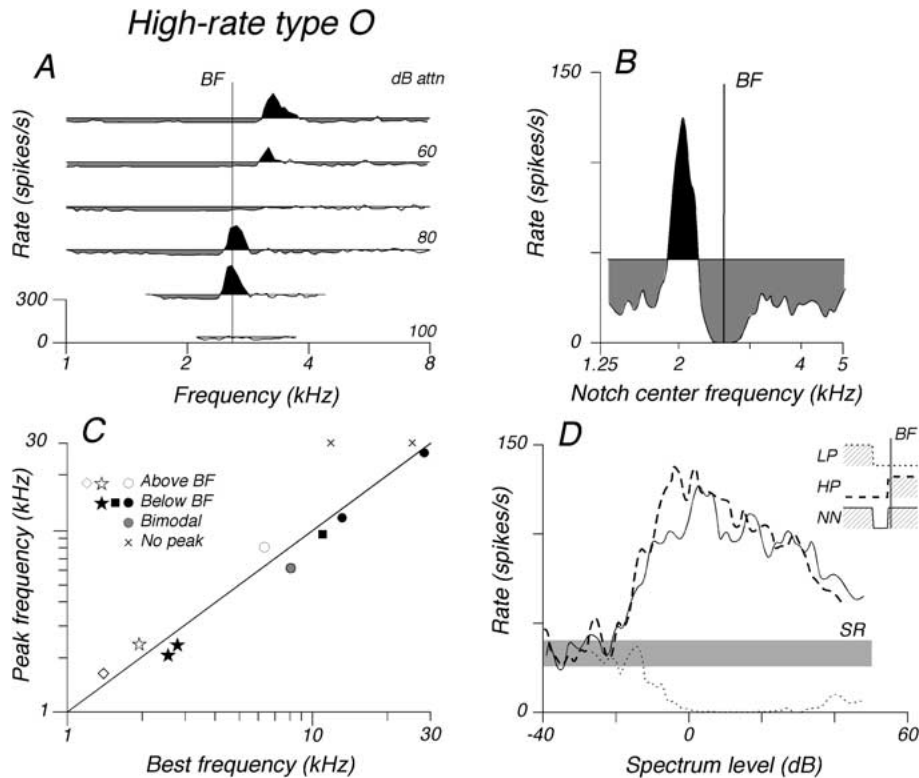 High-rate type O
A
BF
dB attn
60
80
100
Rate (spikes/s)
300
0
1
2
4
8
Frequency (kHz)
B
BF
150
Rate (spikes/s)
0
1.25
2
4
5
Notch center frequency (kHz)
C
30
Above BF
Below BF
Bimodal
No peak
Peak frequency (kHz)
1
1
10
30
Best frequency (kHz)
D
150
BF
LP
HP
NN
Rate (spikes/s)
SR
0
-40
0
60
Spectrum level (dB)